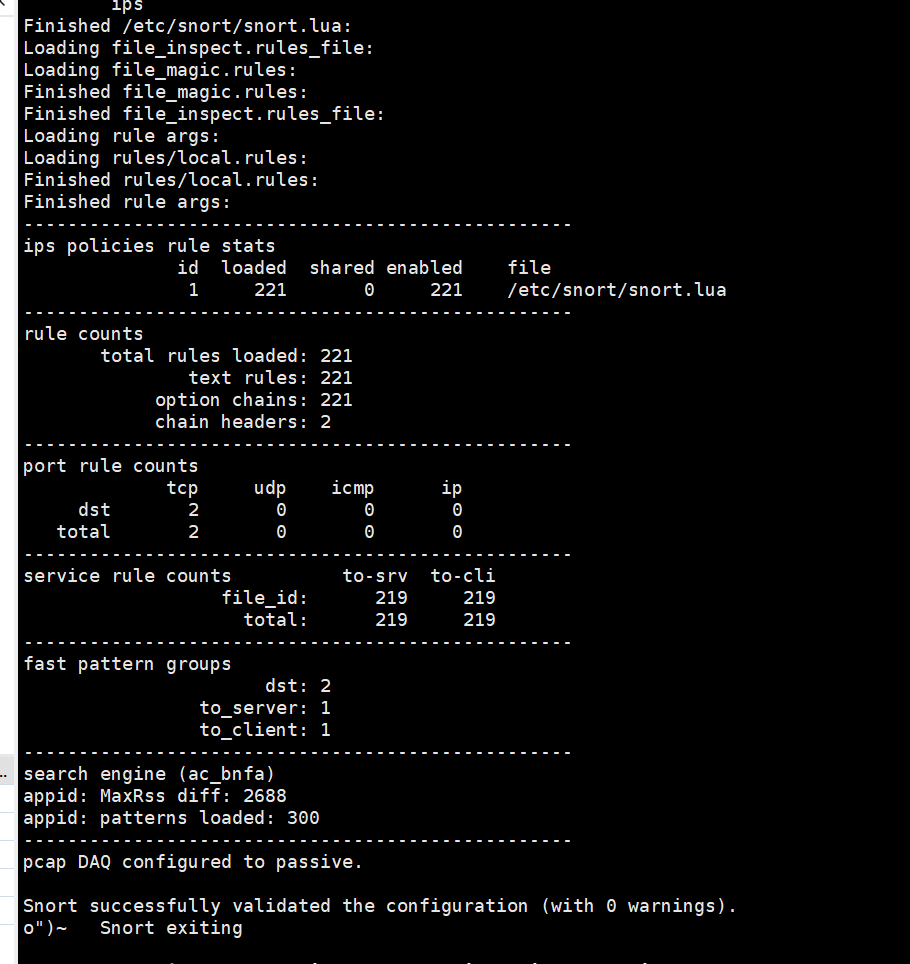 ips
Finished /etc/snort/snort.lua:
Loading file_inspect.rules_file:
Loading file_magic.rules:
Finished file_magic.rules:
Finished file_inspect.rules_file:
Loading rule args:
Loading rules/local.rules:
Finished rules/local.rules:
Finished rule args:
--------------------------------------------------
ips policies rule stats
              id  loaded  shared enabled    file
               1     221       0     221    /etc/snort/snort.lua
--------------------------------------------------
rule counts
       total rules loaded: 221
               text rules: 221
            option chains: 221
            chain headers: 2
--------------------------------------------------
port rule counts
             tcp     udp    icmp      ip
     dst       2       0       0       0
   total       2       0       0       0
--------------------------------------------------
service rule counts          to-srv  to-cli
                  file_id:      219     219
                    total:      219     219
--------------------------------------------------
fast pattern groups
                      dst: 2
                to_server: 1
                to_client: 1
--------------------------------------------------
search engine (ac_bnfa)
appid: MaxRss diff: 2688
appid: patterns loaded: 300
--------------------------------------------------
pcap DAQ configured to passive.
Snort successfully validated the configuration (with 0 warnings).
o")~   Snort exiting